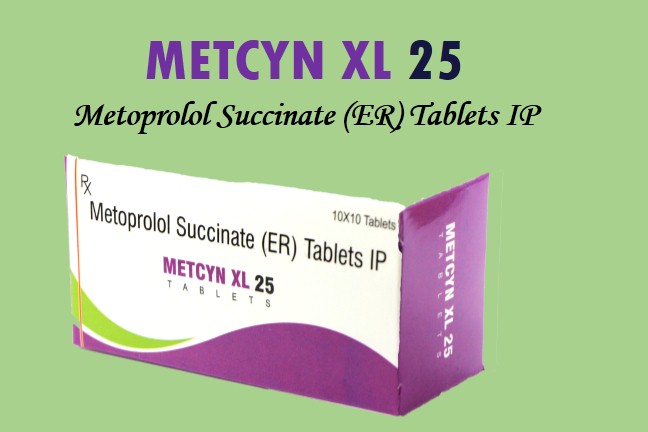 METCYN XL 25
Metoprolol Succinate (ER) Tablets IP
Rx
10X10 Tablets
Metoprolol Succinate (ER) Tablets IP
METCYN XL 25
TABLETS
METCYN XL 25
TABLETS